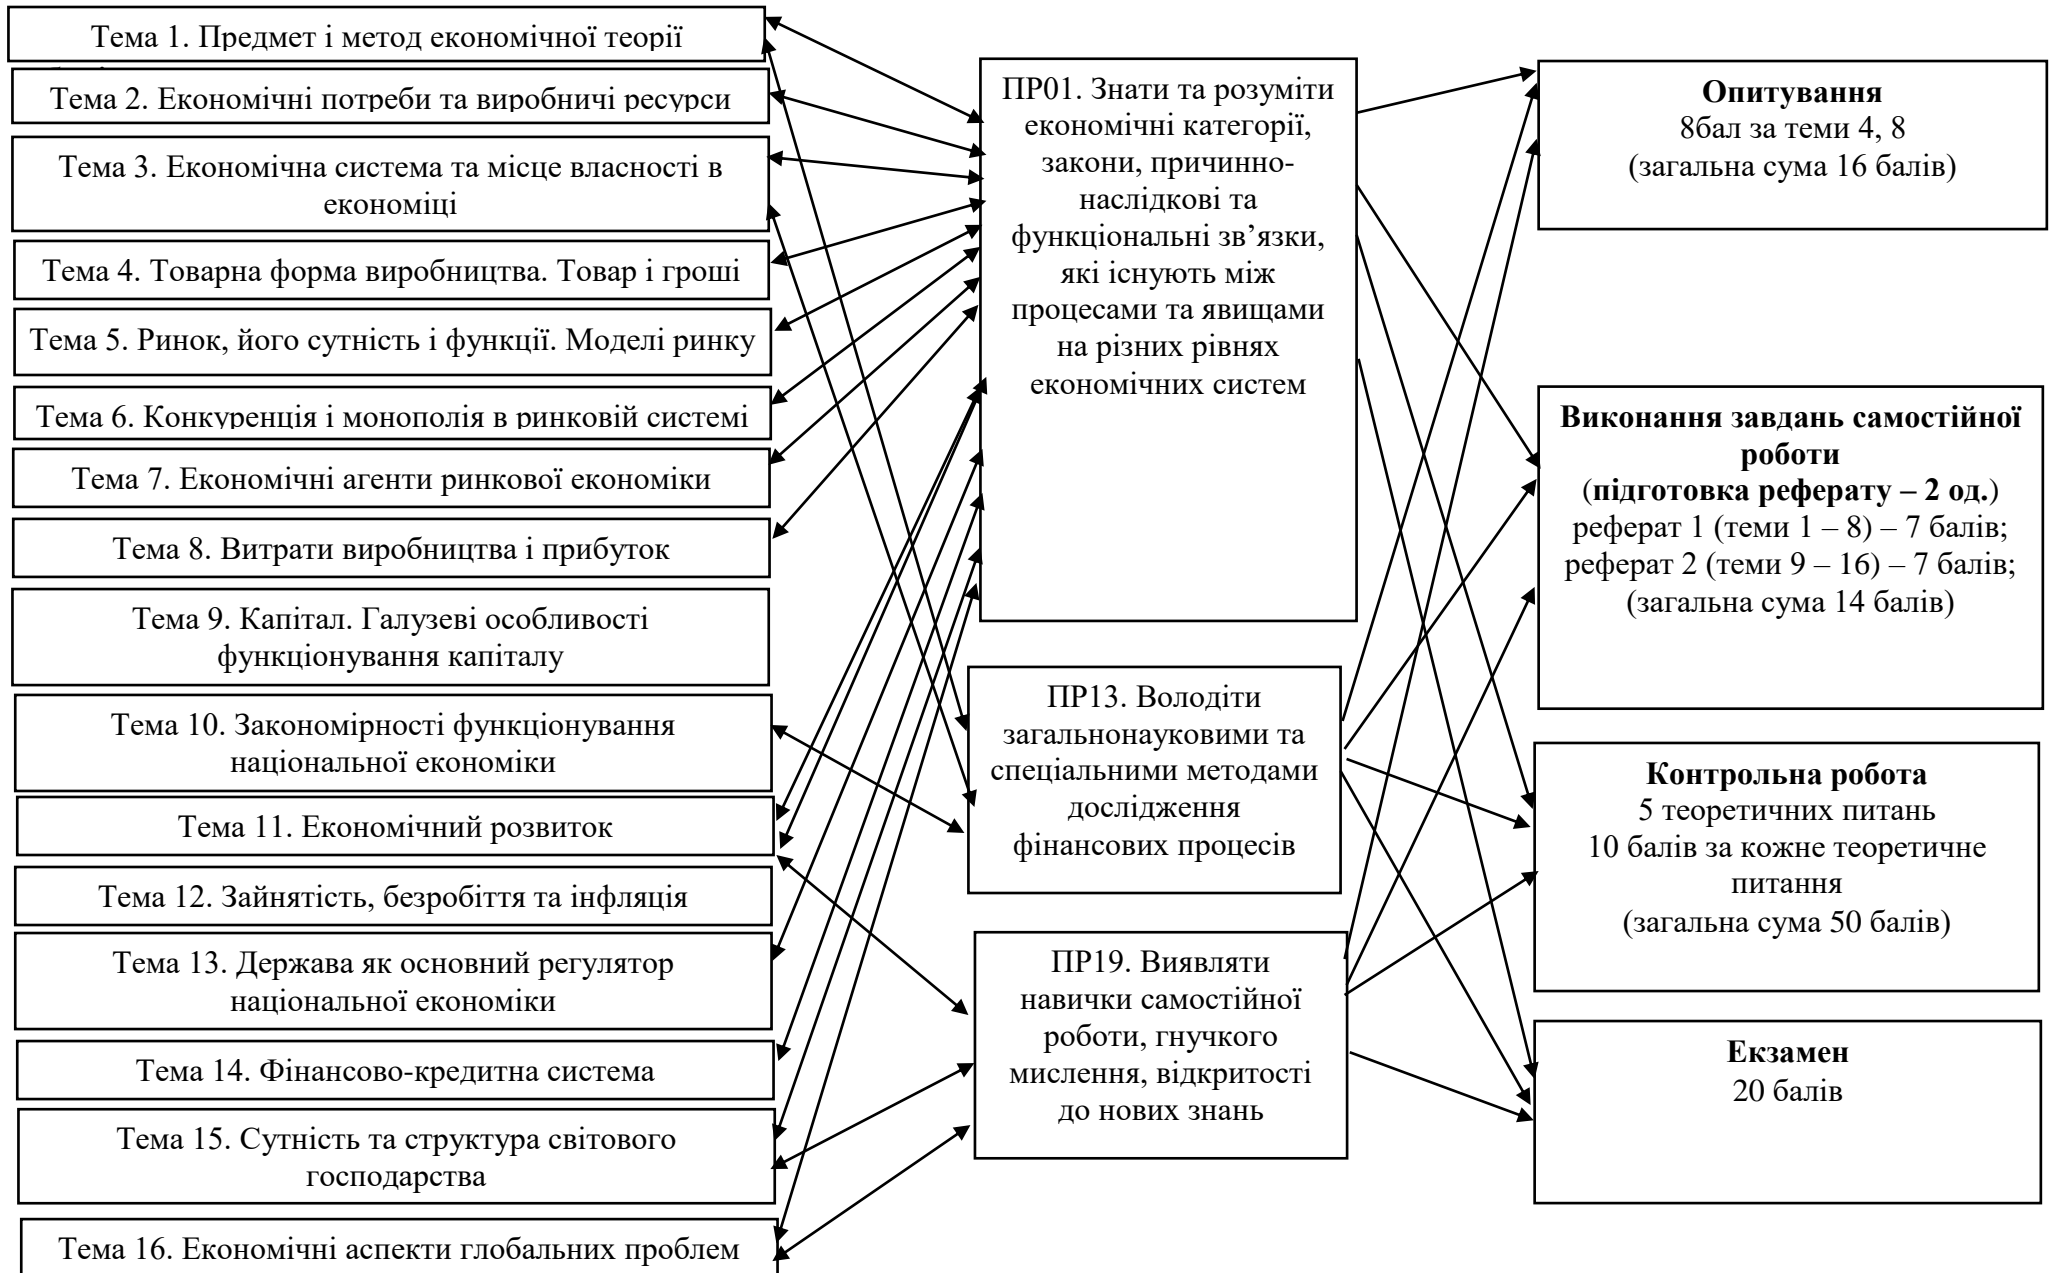 Тема 1. Предмет і метод економічної теорії
Тема 2. Економічні потреби та виробничі ресурси
Тема 3. Економічна система та місце власності в
економіці
Тема 4. Товарна форма виробництва. Товар і гроші
Тема 5. Ринок, його сутність і функції. Моделі ринку
Тема 6. Конкуренція і монополія в ринковій системі
Тема 7. Економічні агенти ринкової економіки
Тема 8. Витрати виробництва і прибуток
Тема 9. Капітал. Галузеві особливості
функціонування капіталу
Тема 10. Закономірності функціонування
національної економіки
Тема 11. Економічний розвиток
Тема 12. Зайнятість, безробіття та інфляція
Тема 13. Держава як основний регулятор
національної економіки
Тема 14. Фінансово-кредитна система
Тема 15. Сутність та структура світового
господарства
Тема 16. Економічні аспекти глобальних проблем
ПР01. Знати та розуміти
економічні категорії,
закони, причинно-
наслідкові та
функціональні зв’язки,
які існують між
процесами та явищами
на різних рівнях
економічних систем
ПР13. Володіти
загальнонауковими та
спеціальними методами
дослідження
фінансових процесів
ПР19. Виявляти
навички самостійної
роботи, гнучкого
мислення, відкритості
до нових знань
Опитування
8бал за теми 4, 8
(загальна сума 16 балів)
Виконання завдань самостійної
роботи
(підготовка реферату – 2 од.)
реферат 1 (теми 1 – 8) – 7 балів;
реферат 2 (теми 9 – 16) – 7 балів;
(загальна сума 14 балів)
Контрольна робота
5 теоретичних питань
10 балів за кожне теоретичне
питання
(загальна сума 50 балів)
Екзамен
20 балів